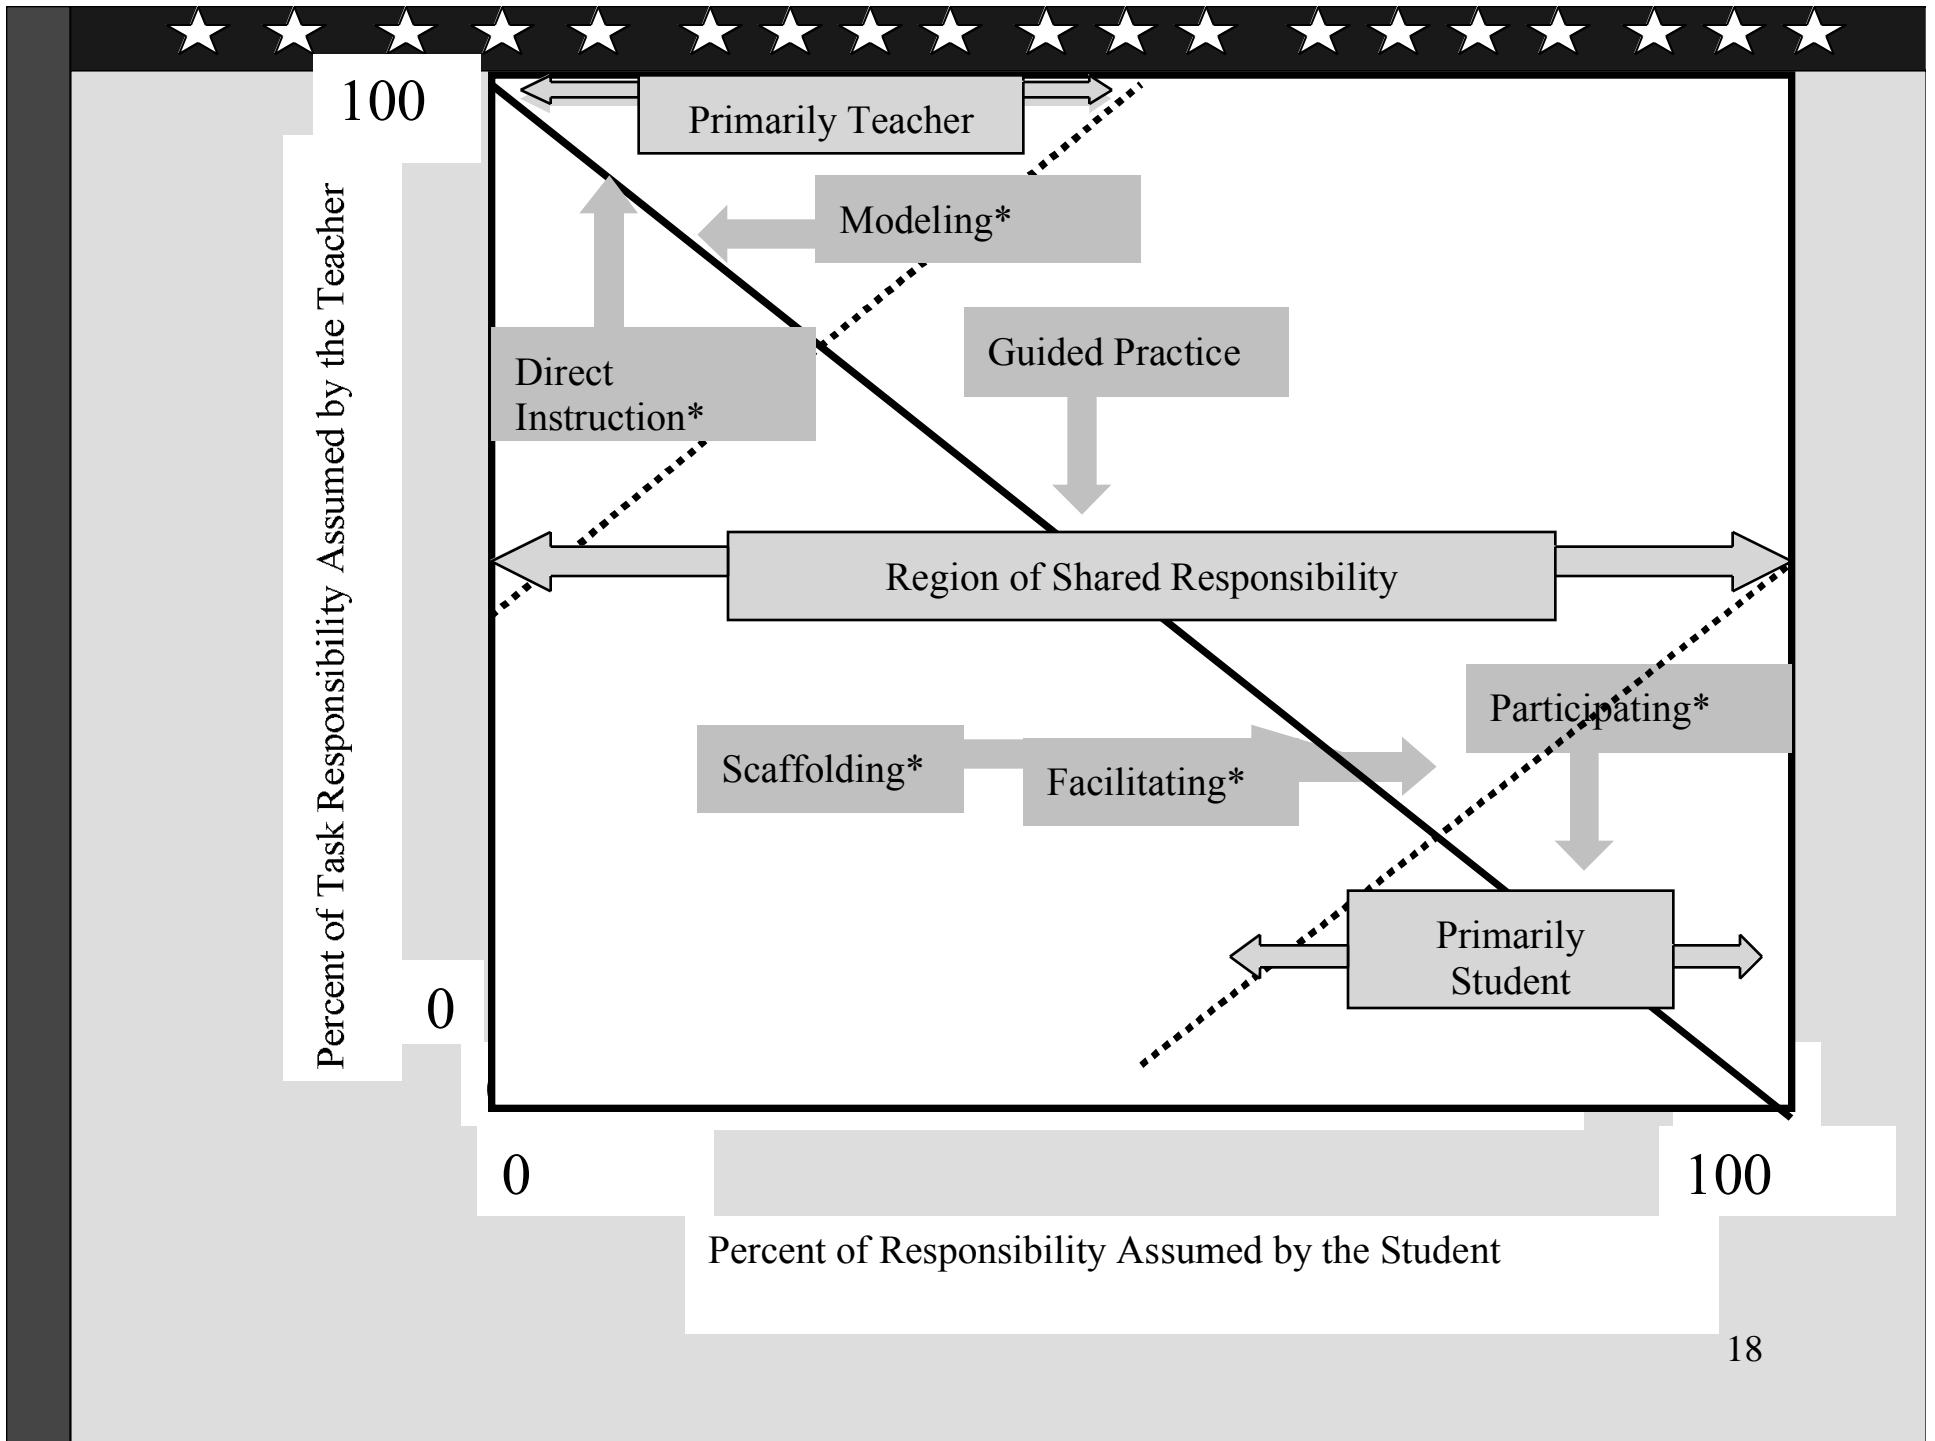 100
Primarily Teacher
Modeling*
Guided Practice
Direct
Instruction*
Percent of Task Responsibility Assumed by the Teacher
Region of Shared Responsibility
Participating*
Scaffolding*
Facilitating*
Primarily
Student
0
0
100
Percent of Responsibility Assumed by the Student
18